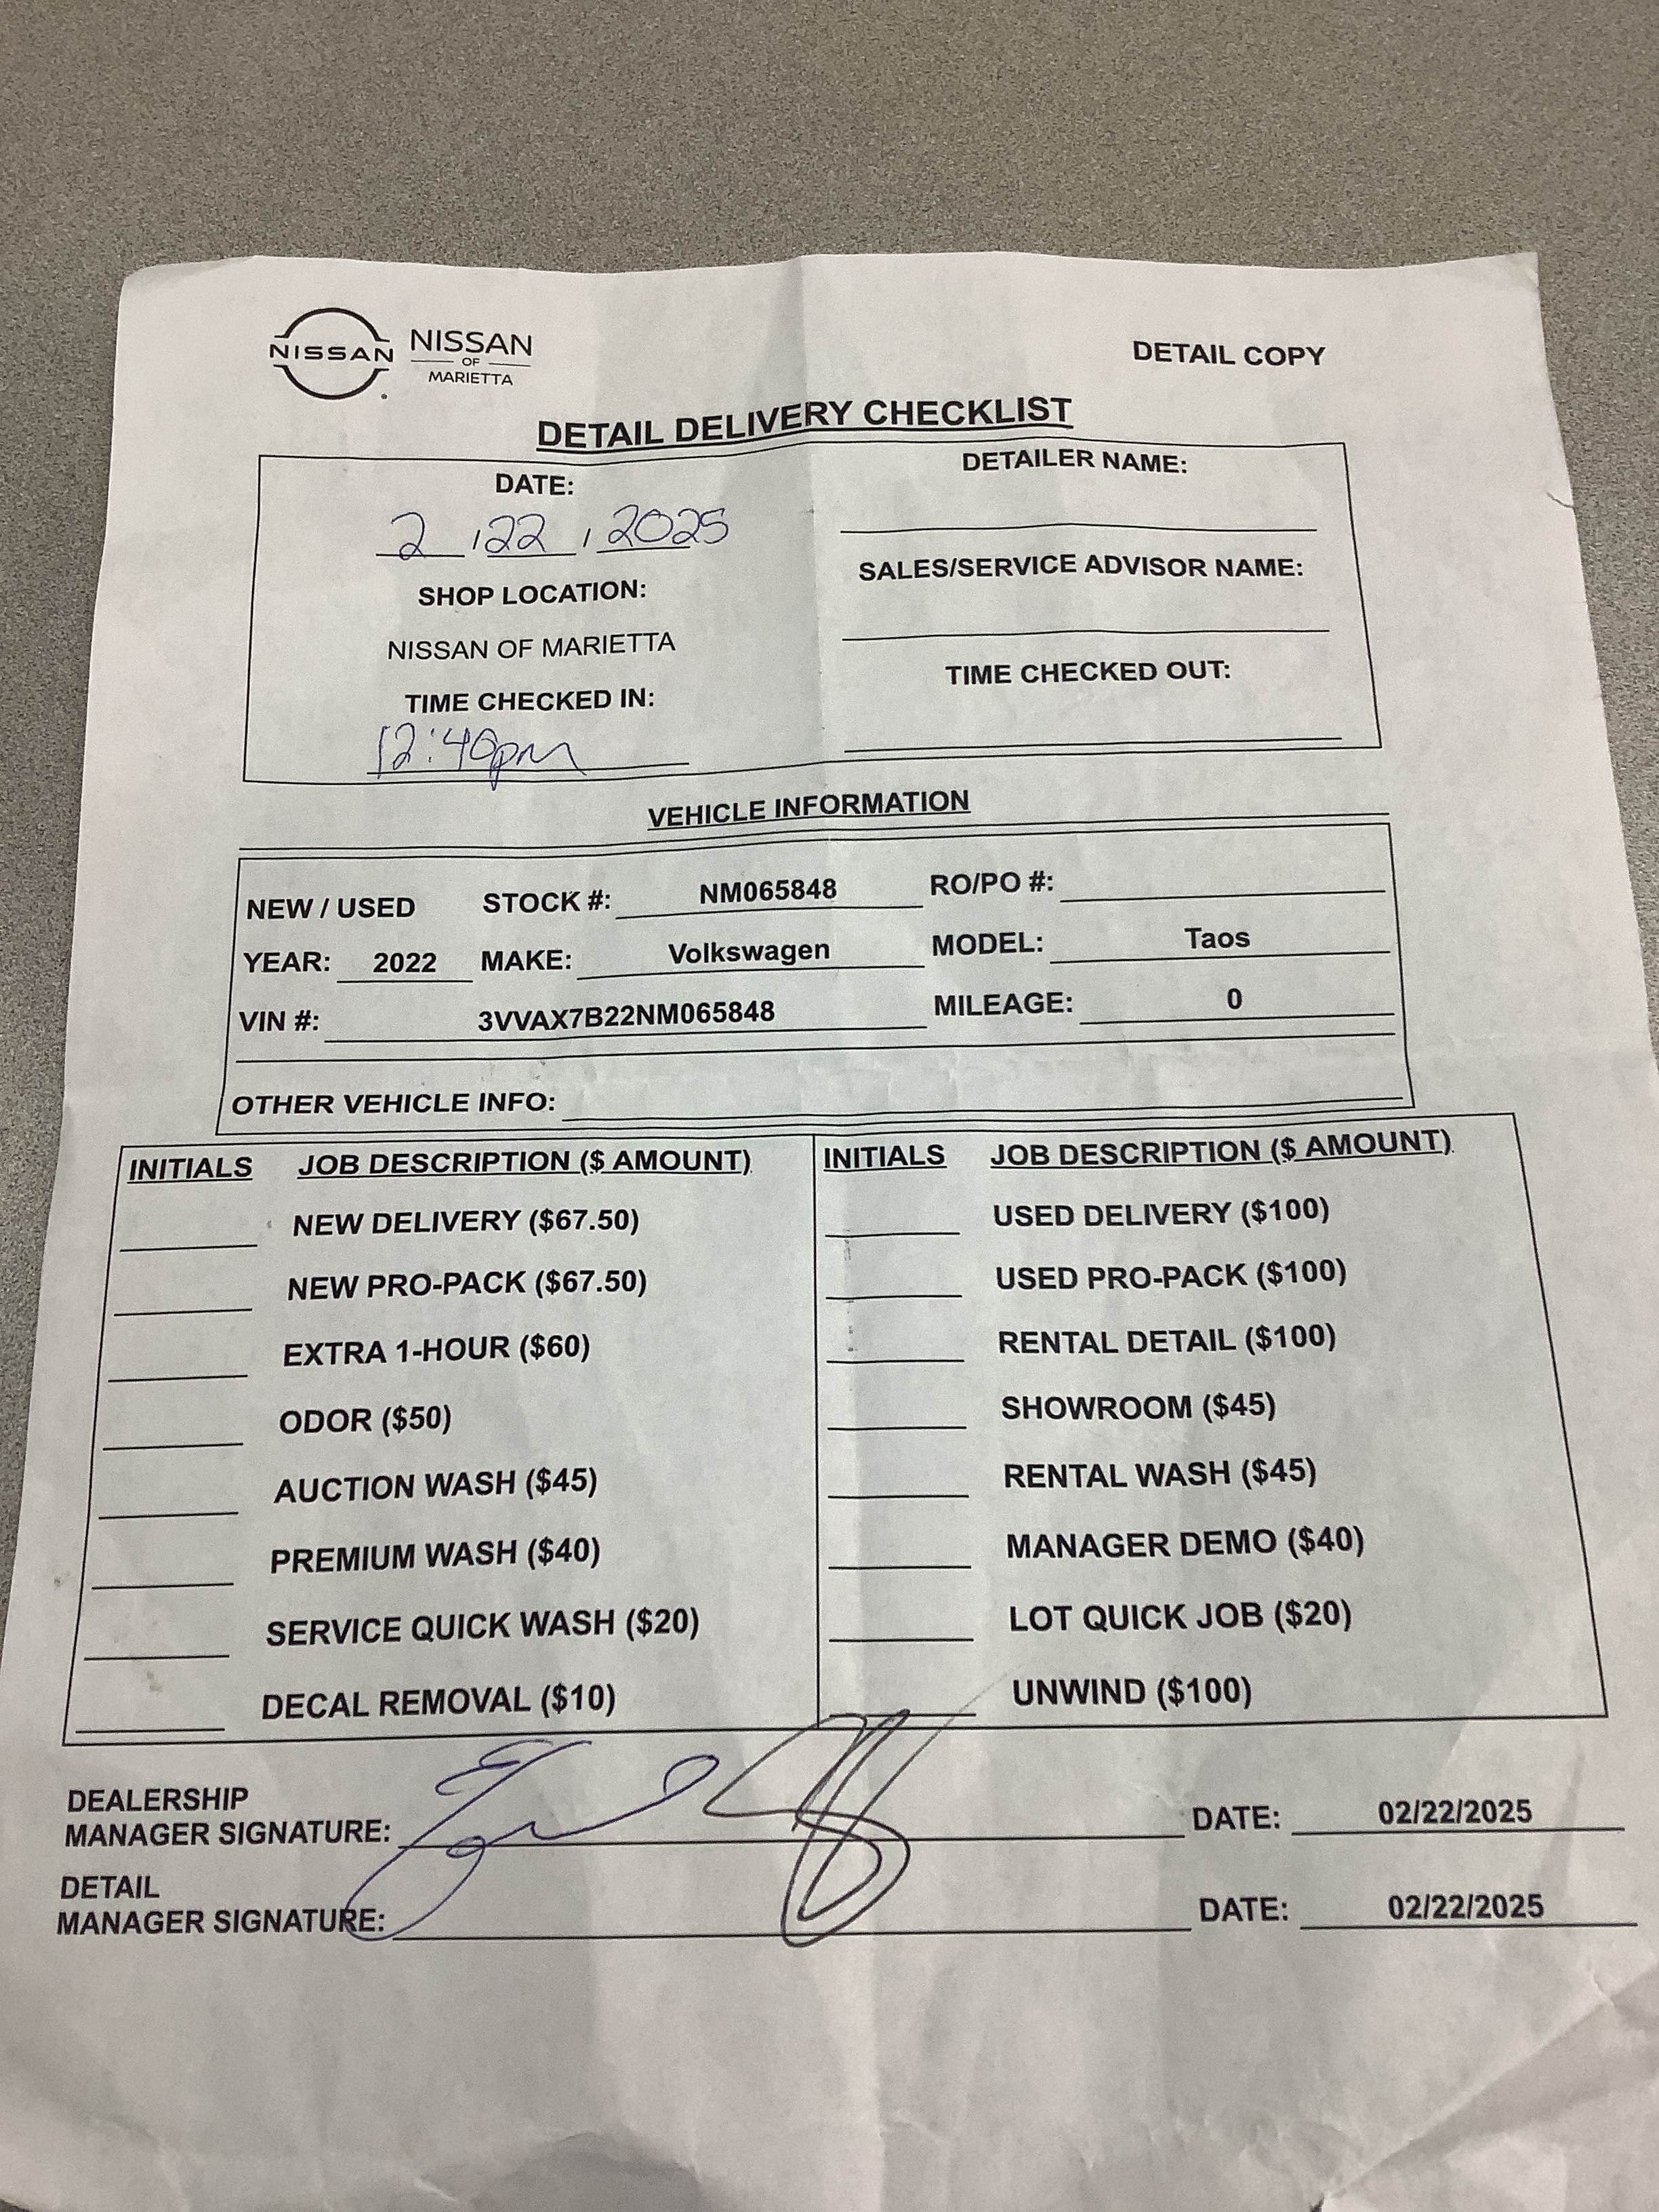 NISSAN
NISSAN
OF
MARIETTA
DETAIL COPY
DETAIL DELIVERY CHECKLIST
DATE:
2 / 22 / 2025
SHOP LOCATION:
NISSAN OF MARIETTA
TIME CHECKED IN:
12:40pm
DETAILER NAME:
SALES/SERVICE ADVISOR NAME:
TIME CHECKED OUT:
VEHICLE INFORMATION
NEW / USED STOCK #: NM065848 RO/PO #:
YEAR: 2022 MAKE: Volkswagen MODEL: Taos
VIN #: 3VVAX7B22NM065848 MILEAGE: 0
OTHER VEHICLE INFO:
INITIALS JOB DESCRIPTION ($ AMOUNT)
NEW DELIVERY ($67.50)
NEW PRO-PACK ($67.50)
EXTRA 1-HOUR ($60)
ODOR ($50)
AUCTION WASH ($45)
PREMIUM WASH ($40)
SERVICE QUICK WASH ($20)
DECAL REMOVAL ($10)
INITIALS JOB DESCRIPTION ($ AMOUNT)
USED DELIVERY ($100)
USED PRO-PACK ($100)
RENTAL DETAIL ($100)
SHOWROOM ($45)
RENTAL WASH ($45)
MANAGER DEMO ($40)
LOT QUICK JOB ($20)
UNWIND ($100)
DEALERSHIP
MANAGER SIGNATURE: DATE: 02/22/2025
DETAIL
MANAGER SIGNATURE: DATE: 02/22/2025